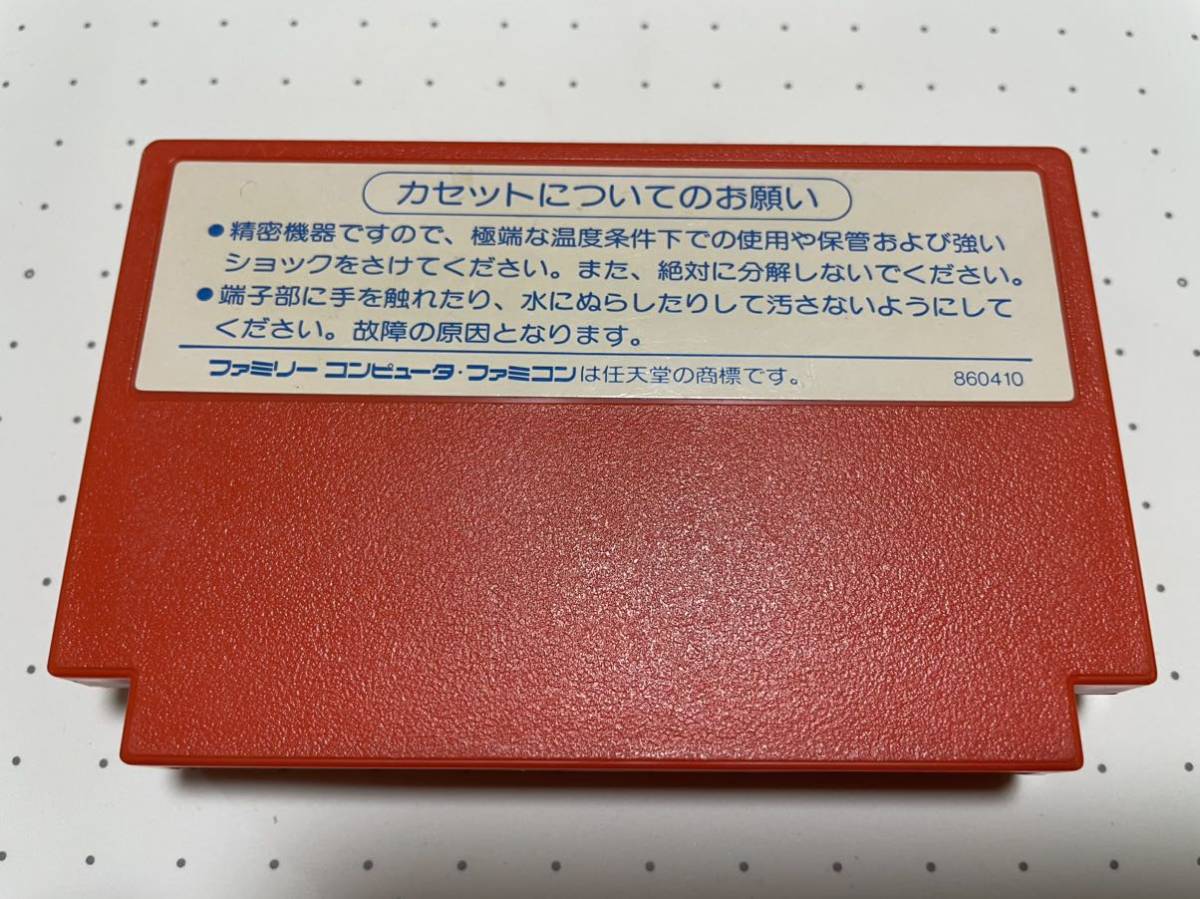 カセットについてのお願い
●精密機器ですので、極端な温度条件下での使用や保管および強い
ショックをさけてください。また、絶対に分解しないでください。
●端子部に手を触れたり、水にぬらしたりして汚さないようにして
ください。故障の原因となります。
ファミリーコンピュータ・ファミコンは任天堂の商標です。 860410